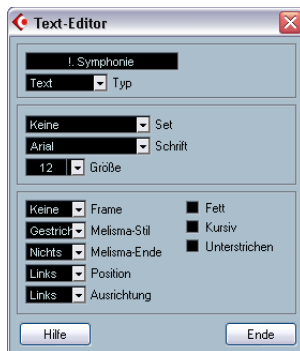 Text-Editor
!. Symphonie
Text Typ
Keine Set
Arial Schrift
12 Größe
Keine Frame Fett
Gestrich Melisma-Stil Kursiv
Nichts Melisma-Ende Unterstrichen
Links Position
Links Ausrichtung
Hilfe Ende